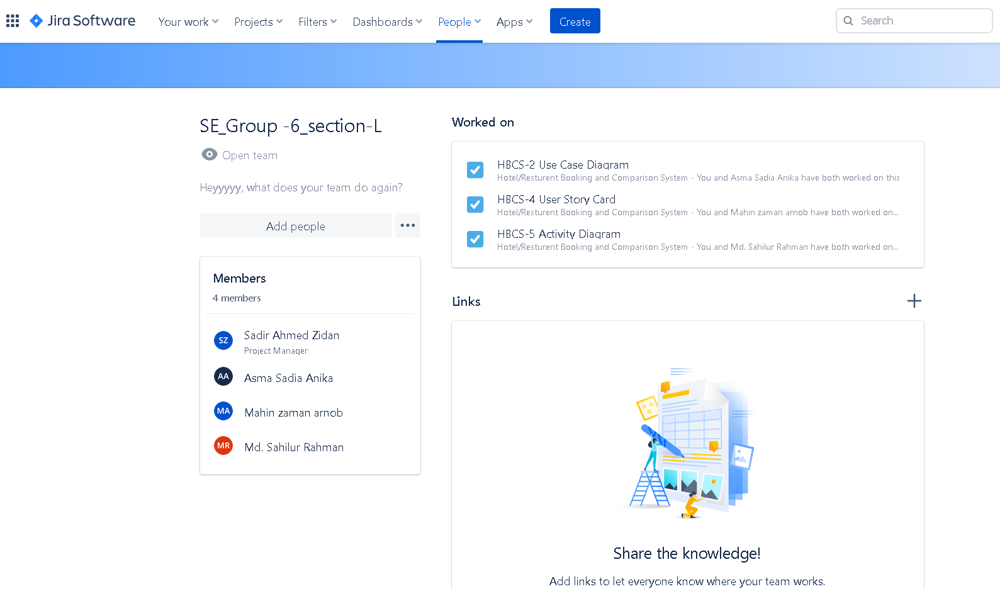 Jira Software
Your work
Projects
Filters
Dashboards
People
Apps
Create
Search
SE_Group -6_section-L
Open team
Heyyyyy, what does your team do again?
Add people
Members
4 members
SZ
Sadir Ahmed Zidan
Project Manager
AA
Asma Sadia Anika
MA
Mahin zaman arnob
MR
Md. Sahilur Rahman
Worked on
HBCS-2 Use Case Diagram
Hotel/Resturent Booking and Comparison System · You and Asma Sadia Anika have both worked on this
HBCS-4 User Story Card
Hotel/Resturent Booking and Comparison System · You and Mahin zaman arnob have both worked on...
HBCS-5 Activity Diagram
Hotel/Resturent Booking and Comparison System · You and Md. Sahilur Rahman have both worked on...
Links
Share the knowledge!
Add links to let everyone know where your team works.